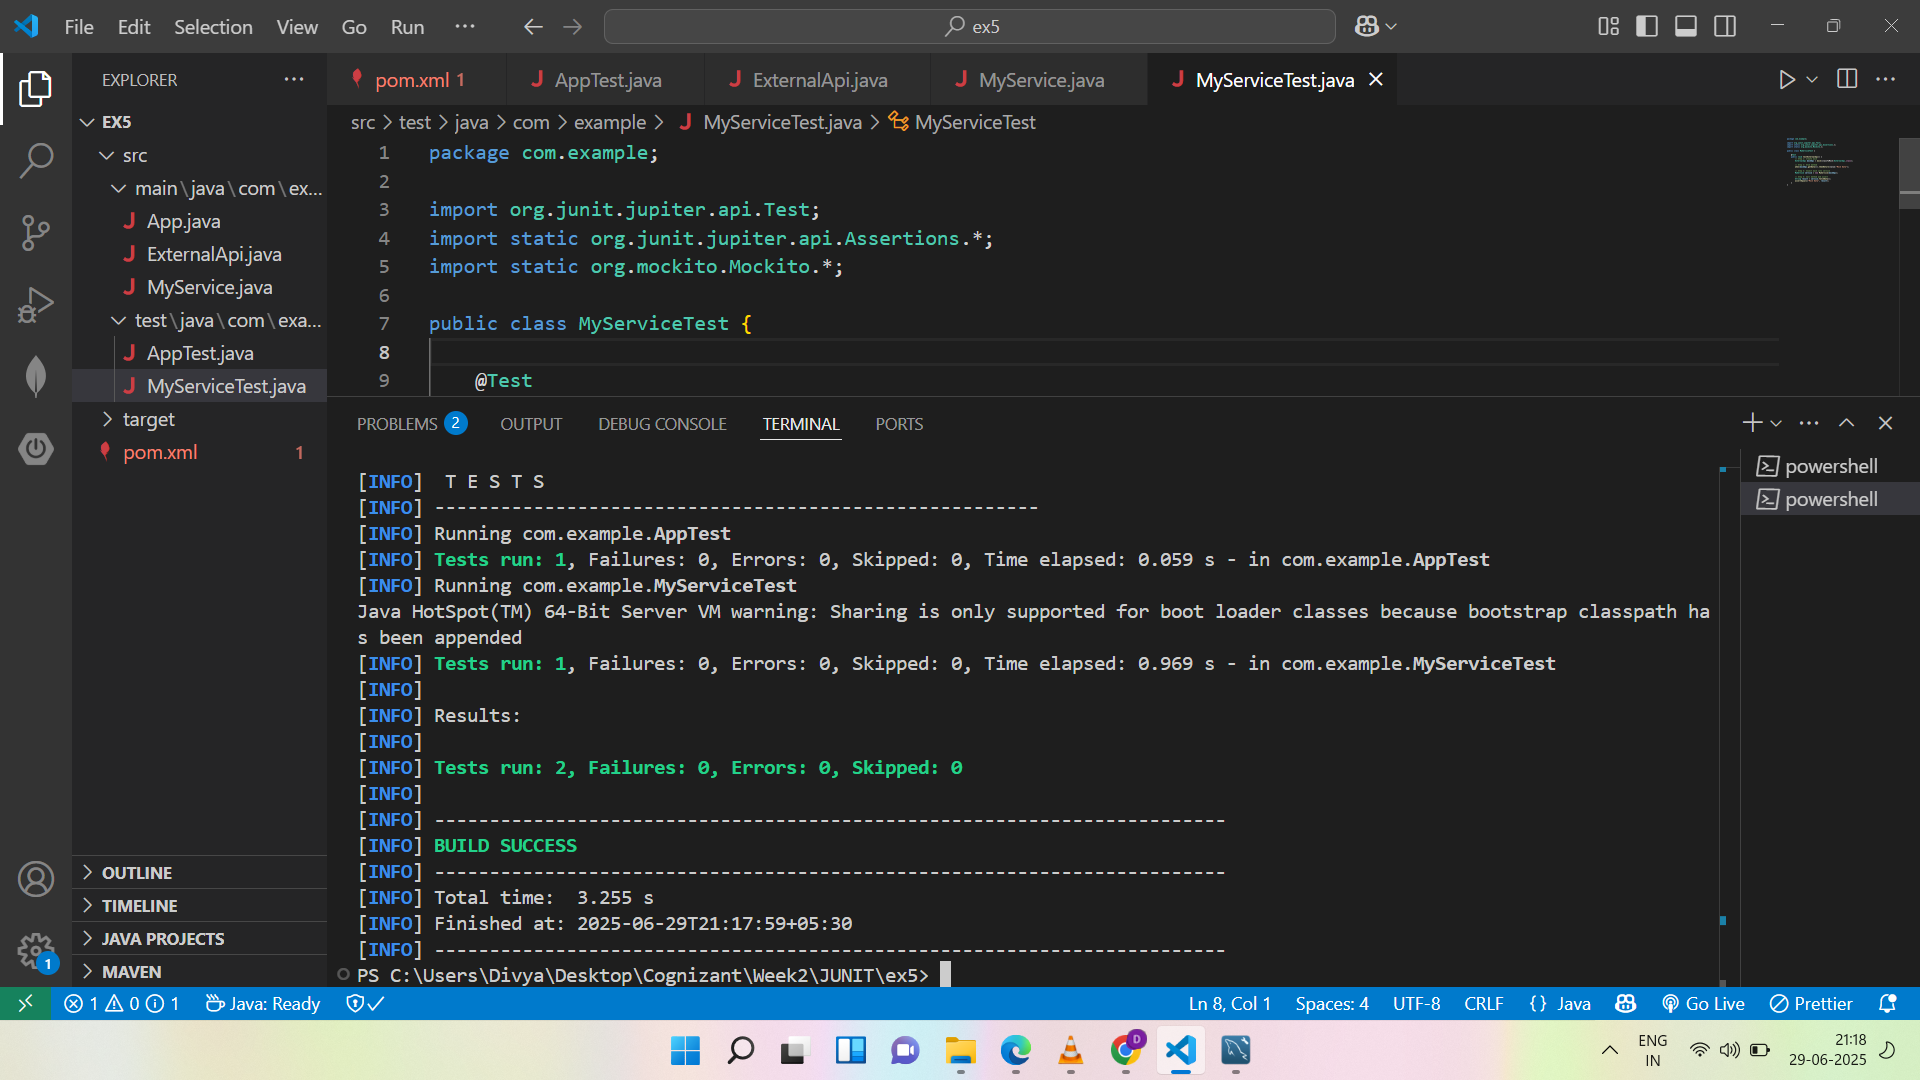 File Edit Selection View Go Run ···
ex5
EXPLORER ···
pom.xml 1
AppTest.java
ExternalApi.java
MyService.java
MyServiceTest.java
EX5
src
main\java\com\ex...
App.java
ExternalApi.java
MyService.java
test\java\com\exa...
AppTest.java
MyServiceTest.java
target
pom.xml 1
OUTLINE
TIMELINE
JAVA PROJECTS
MAVEN
1
src > test > java > com > example > MyServiceTest.java > MyServiceTest
1 package com.example;
2
3 import org.junit.jupiter.api.Test;
4 import static org.junit.jupiter.api.Assertions.*;
5 import static org.mockito.Mockito.*;
6
7 public class MyServiceTest {
8
9 @Test
PROBLEMS 2 OUTPUT DEBUG CONSOLE TERMINAL PORTS
powershell
powershell
[INFO]  T E S T S
[INFO] -------------------------------------------------------
[INFO] Running com.example.AppTest
[INFO] Tests run: 1, Failures: 0, Errors: 0, Skipped: 0, Time elapsed: 0.059 s - in com.example.AppTest
[INFO] Running com.example.MyServiceTest
Java HotSpot(TM) 64-Bit Server VM warning: Sharing is only supported for boot loader classes because bootstrap classpath ha
s been appended
[INFO] Tests run: 1, Failures: 0, Errors: 0, Skipped: 0, Time elapsed: 0.969 s - in com.example.MyServiceTest
[INFO]
[INFO] Results:
[INFO]
[INFO] Tests run: 2, Failures: 0, Errors: 0, Skipped: 0
[INFO]
[INFO] ------------------------------------------------------------------------
[INFO] BUILD SUCCESS
[INFO] ------------------------------------------------------------------------
[INFO] Total time:  3.255 s
[INFO] Finished at: 2025-06-29T21:17:59+05:30
[INFO] ------------------------------------------------------------------------
PS C:\Users\Divya\Desktop\Cognizant\Week2\JUNIT\ex5>
1 0 1 Java: Ready
Ln 8, Col 1 Spaces: 4 UTF-8 CRLF {} Java Go Live Prettier
D
ENG
IN
21:18
29-06-2025